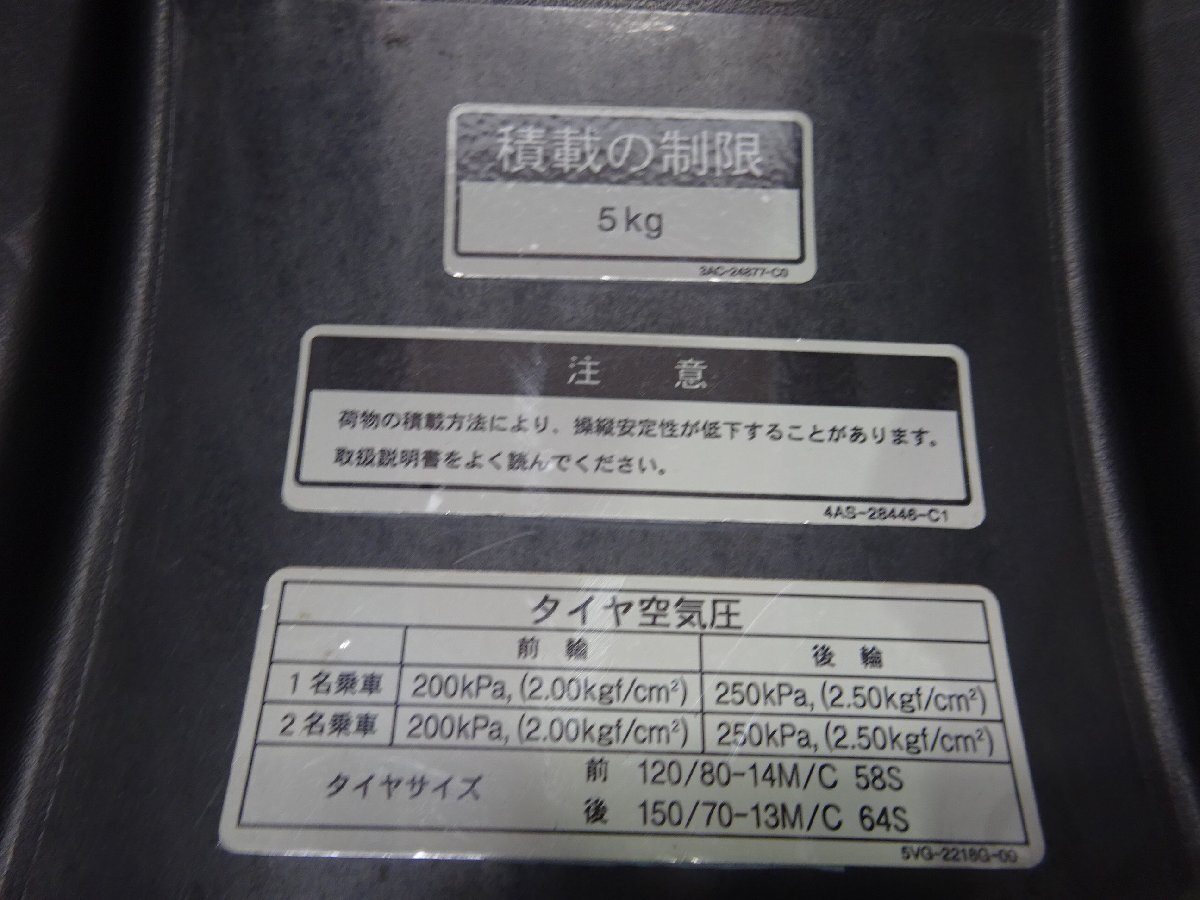 積載の制限
5kg
3AC-24877-C0
注 意
荷物の積載方法により、操縦安定性が低下することがあります。
取扱説明書をよく読んでください。
4AS-28446-C1
タイヤ空気圧
前 輪 後 輪
1名乗車 200kPa, (2.00kgf/cm²) 250kPa, (2.50kgf/cm²)
2名乗車 200kPa, (2.00kgf/cm²) 250kPa, (2.50kgf/cm²)
タイヤサイズ 前 120/80-14M/C 58S
後 150/70-13M/C 64S
5VG-2218G-00